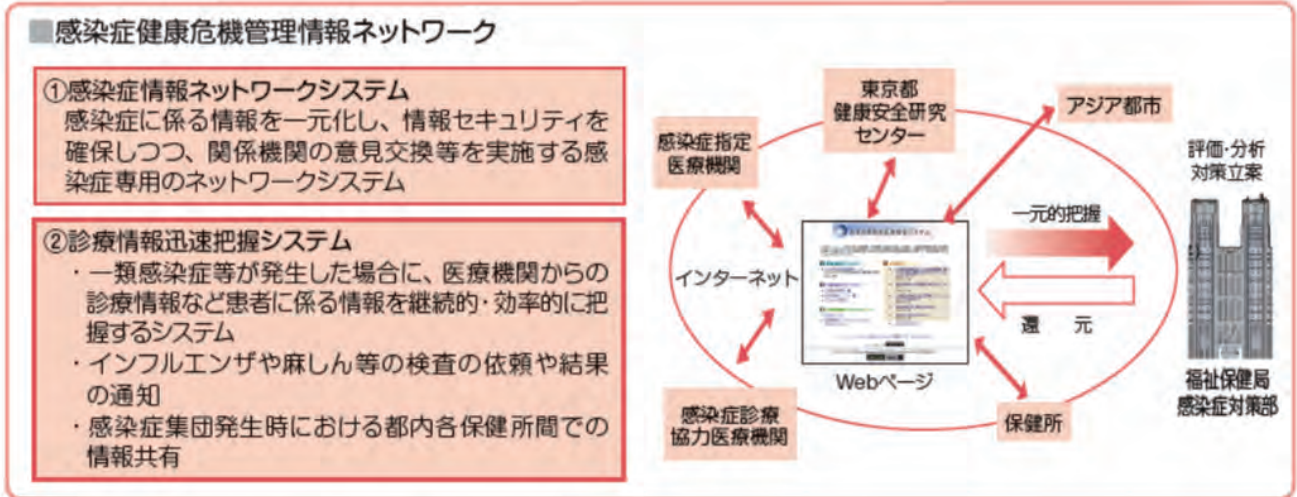 ■感染症健康危機管理情報ネットワーク
①感染症情報ネットワークシステム
感染症に係る情報を一元化し、情報セキュリティを
確保しつつ、関係機関の意見交換等を実施する感
染症専用のネットワークシステム
②診療情報迅速把握システム
・一類感染症等が発生した場合に、医療機関からの
診療情報など患者に係る情報を継続的・効率的に把
握するシステム
・インフルエンザや麻しん等の検査の依頼や結果
の通知
・感染症集団発生時における都内各保健所間での
情報共有
感染症指定
医療機関
東京都
健康安全研究
センター
アジア都市
インターネット
Webページ
感染症診療
協力医療機関
保健所
一元的把握
還 元
評価・分析
対策立案
福祉保健局
感染症対策部